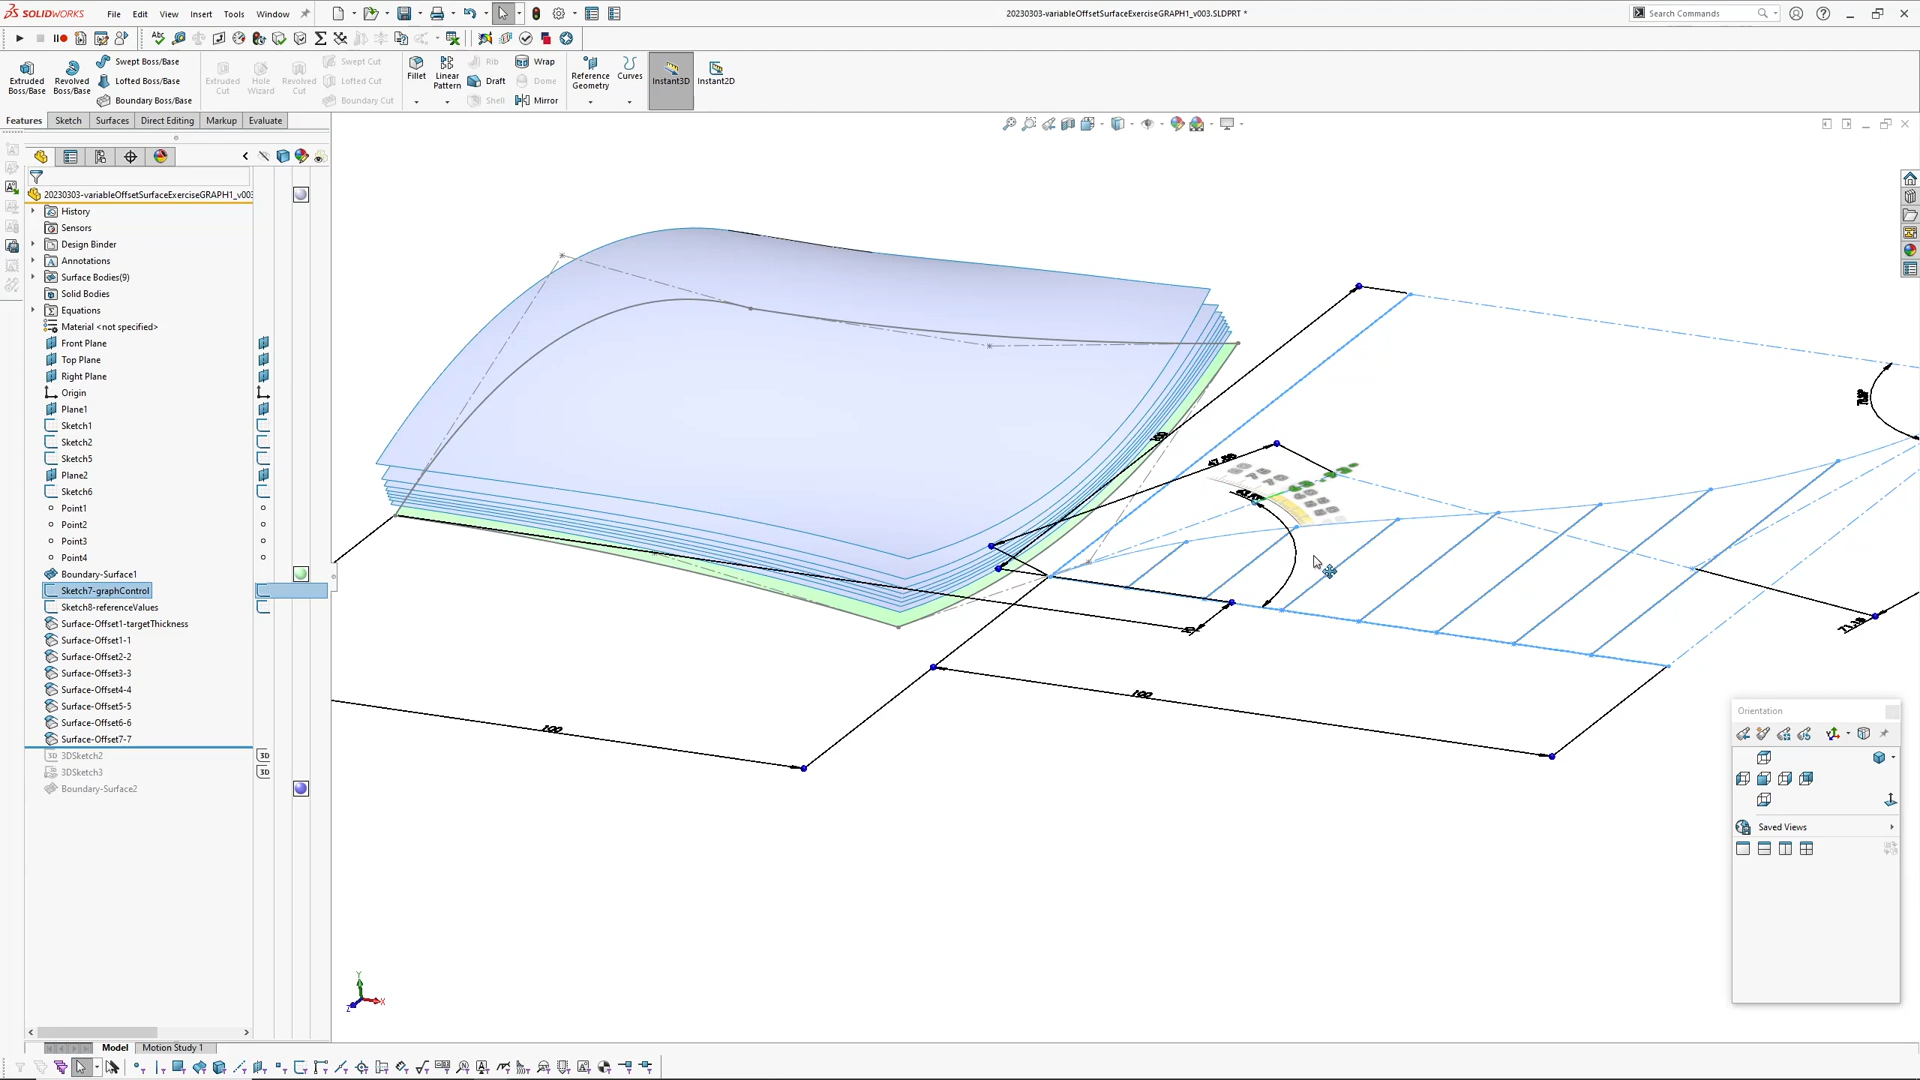 SOLIDWORKS
File Edit View Insert Tools Window
20230303-variableOffsetSurfaceExerciseGRAPH1_v003.SLDPRT *
Search Commands
Extruded Boss/Base
Revolved Boss/Base
Swept Boss/Base
Lofted Boss/Base
Boundary Boss/Base
Extruded Cut
Hole Wizard
Revolved Cut
Swept Cut
Lofted Cut
Boundary Cut
Fillet
Linear Pattern
Rib
Draft
Shell
Wrap
Dome
Mirror
Reference Geometry
Curves
Instant3D
Instant2D
Features Sketch Surfaces Direct Editing Markup Evaluate
20230303-variableOffsetSurfaceExerciseGRAPH1_v003
History
Sensors
Design Binder
Annotations
Surface Bodies(9)
Solid Bodies
Equations
Material <not specified>
Front Plane
Top Plane
Right Plane
Origin
Plane1
Sketch1
Sketch2
Sketch5
Plane2
Sketch6
Point1
Point2
Point3
Point4
Boundary-Surface1
Sketch7-graphControl
Sketch8-referenceValues
Surface-Offset1-targetThickness
Surface-Offset1-1
Surface-Offset2-2
Surface-Offset3-3
Surface-Offset4-4
Surface-Offset5-5
Surface-Offset6-6
Surface-Offset7-7
3DSketch2
3DSketch3
Boundary-Surface2
100
100
Y
X
Z
Orientation
Saved Views
Model Motion Study 1